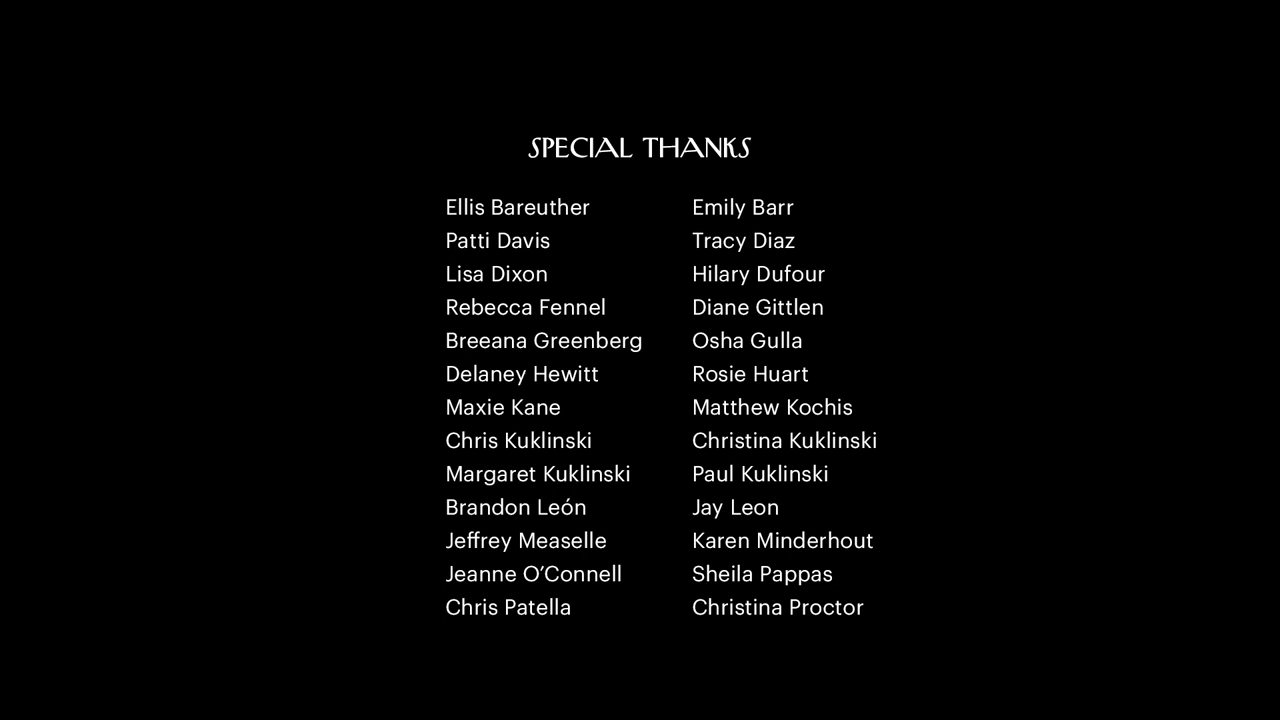 SPECIAL THANKS
Ellis Bareuther Emily Barr
Patti Davis Tracy Diaz
Lisa Dixon Hilary Dufour
Rebecca Fennel Diane Gittlen
Breeana Greenberg Osha Gulla
Delaney Hewitt Rosie Huart
Maxie Kane Matthew Kochis
Chris Kuklinski Christina Kuklinski
Margaret Kuklinski Paul Kuklinski
Brandon León Jay Leon
Jeffrey Measelle Karen Minderhout
Jeanne O’Connell Sheila Pappas
Chris Patella Christina Proctor